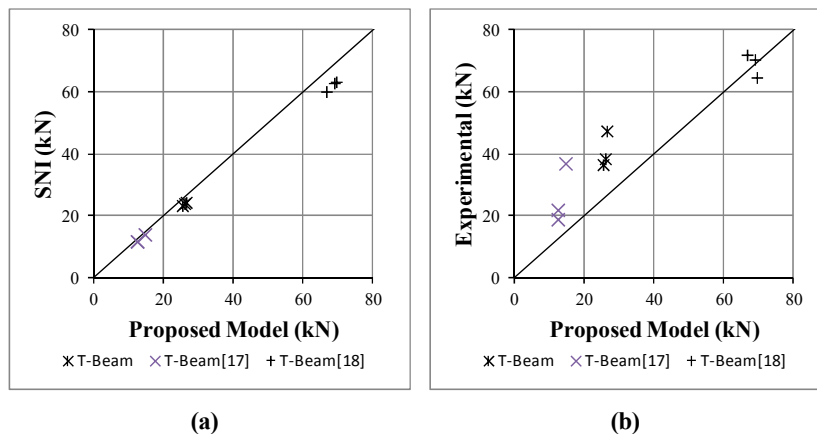 80
60
40
20
0
SNI (kN)
0 20 40 60 80
Proposed Model (kN)
T-Beam T-Beam[17] T-Beam[18]
(a)
80
60
40
20
0
Experimental (kN)
0 20 40 60 80
Proposed Model (kN)
T-Beam T-Beam[17] T-Beam[18]
(b)